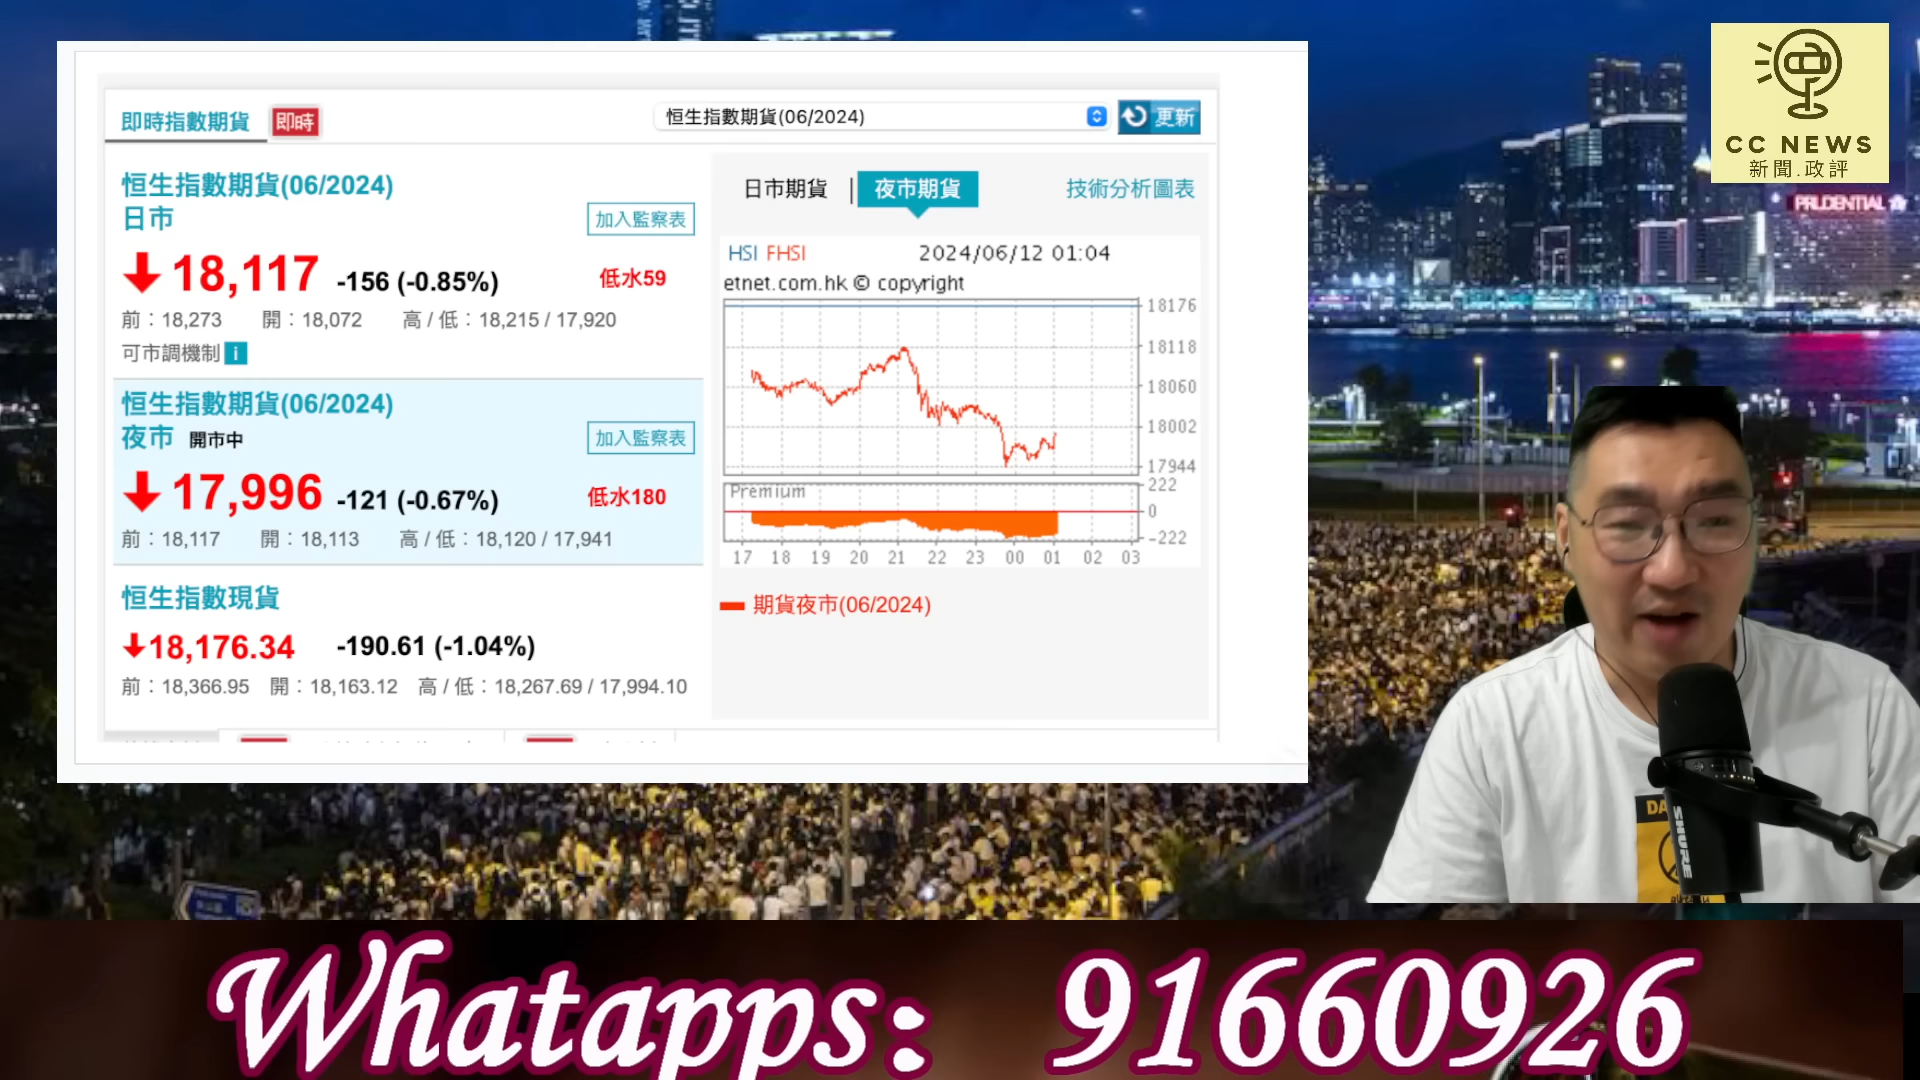 即時指數期貨 即時
恒生指數期貨(06/2024) 更新
恒生指數期貨(06/2024)
日市
加入監察表
18,117 -156 (-0.85%) 低水59
前：18,273 開：18,072 高 / 低：18,215 / 17,920
可市調機制 i
恒生指數期貨(06/2024)
夜市 開市中
加入監察表
17,996 -121 (-0.67%) 低水180
前：18,117 開：18,113 高 / 低：18,120 / 17,941
恒生指數現貨
18,176.34 -190.61 (-1.04%)
前：18,366.95 開：18,163.12 高 / 低：18,267.69 / 17,994.10
日市期貨 | 夜市期貨 技術分析圖表
HSI FHSI 2024/06/12 01:04
etnet.com.hk © copyright
18176
18118
18060
18002
17944
Premium
222
0
-222
17 18 19 20 21 22 23 00 01 02 03
期貨夜市(06/2024)
CC NEWS
新聞.政評
PRUDENTIAL
DA
SHURE
Whatapps: 91660926